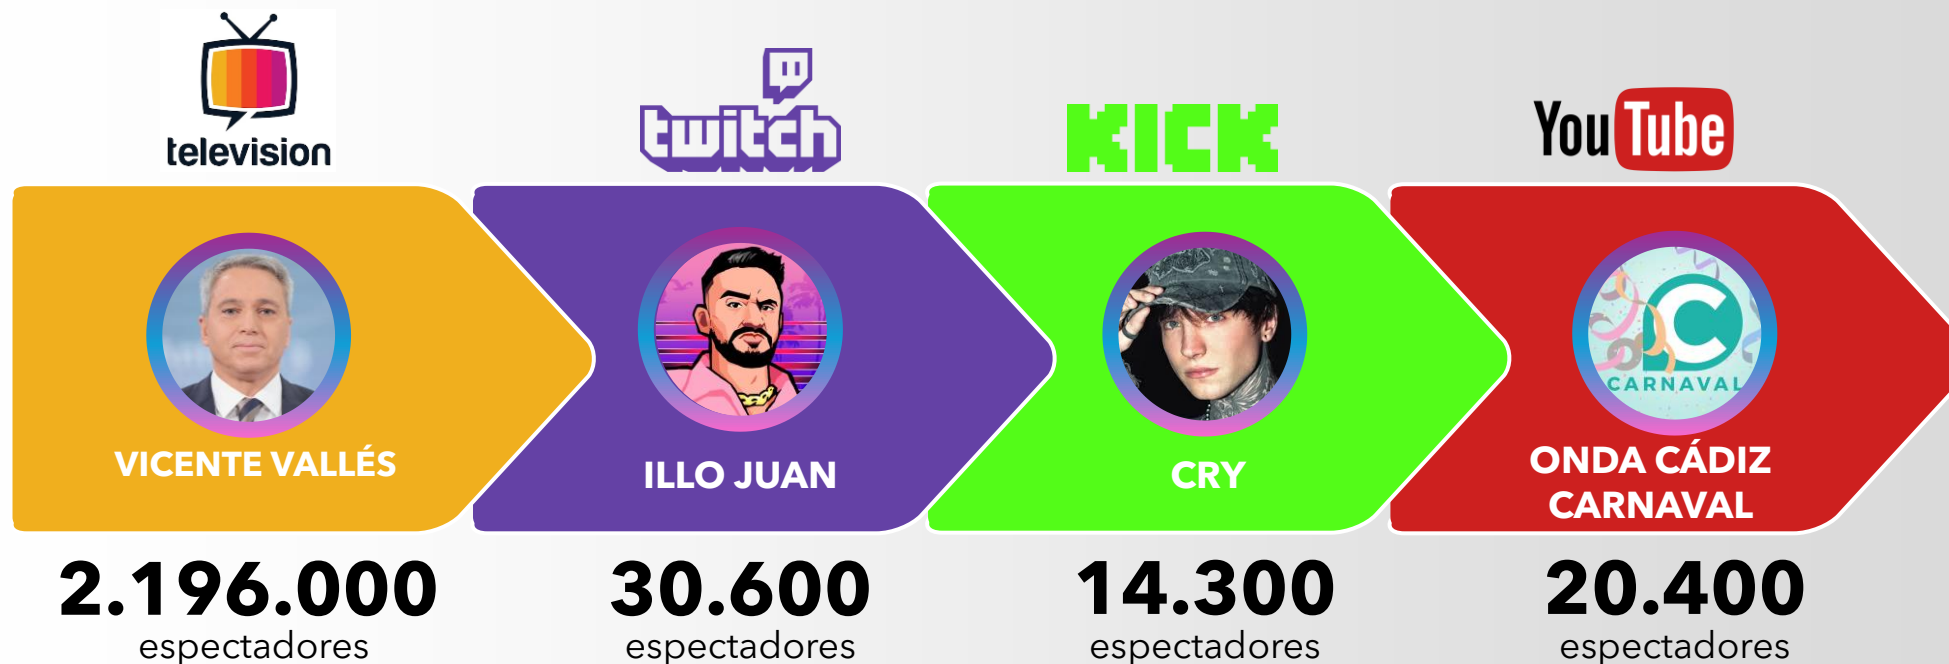 television
twitch
KICK
YouTube
CARNAVAL
VICENTE VALLÉS
ILLO JUAN
CRY
ONDA CÁDIZ
CARNAVAL
2.196.000
30.600
14.300
20.400
espectadores
espectadores
espectadores
espectadores